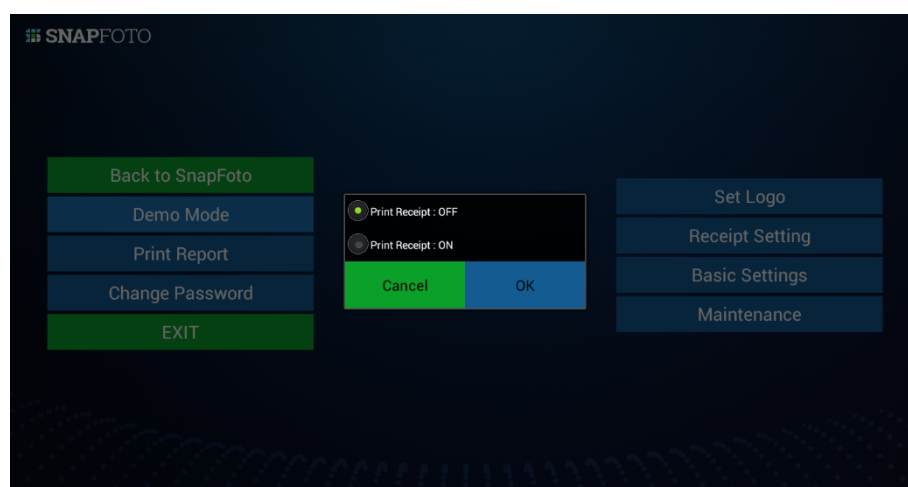 SNAPFOTO
Back to SnapFoto
Demo Mode
Print Report
Change Password
EXIT
Print Receipt : OFF
Print Receipt : ON
Cancel
OK
Set Logo
Receipt Setting
Basic Settings
Maintenance